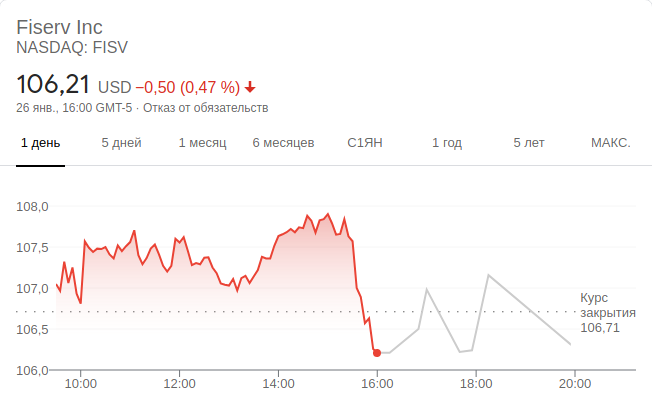 Fiserv Inc
NASDAQ: FISV
106,21 USD −0,50 (0,47 %)
26 янв., 16:00 GMT-5 · Отказ от обязательств
1 день 5 дней 1 месяц 6 месяцев С1ЯН 1 год 5 лет МАКС.
108,0
107,5
107,0
Курс
закрытия
106,71
106,5
106,0
10:00 12:00 14:00 16:00 18:00 20:00